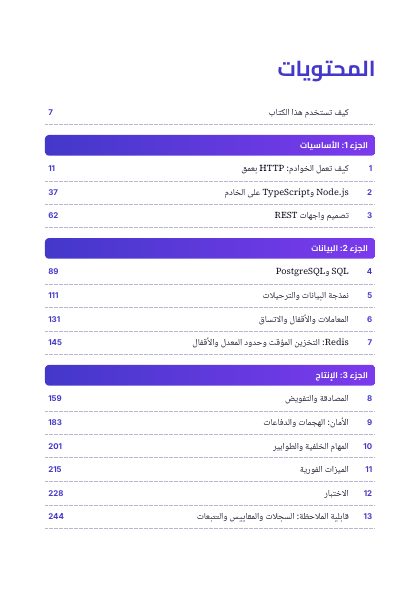 المحتويات
كيف تستخدم هذا الكتاب 7
الجزء 1: الأساسيات
1 كيف تعمل الخوادم: HTTP بعمق 11
2 Node.js وTypeScript على الخادم 37
3 تصميم واجهات REST 62
الجزء 2: البيانات
4 SQL وPostgreSQL 89
5 نمذجة البيانات والترحيلات 111
6 المعاملات والأقفال والاتساق 131
7 Redis: التخزين المؤقت وحدود المعدل والأقفال 145
الجزء 3: الإنتاج
8 المصادقة والتفويض 159
9 الأمان: الهجمات والدفاعات 183
10 المهام الخلفية والطوابير 201
11 الميزات الفورية 215
12 الاختبار 228
13 قابلية الملاحظة: السجلات والمقاييس والتتبعات 244